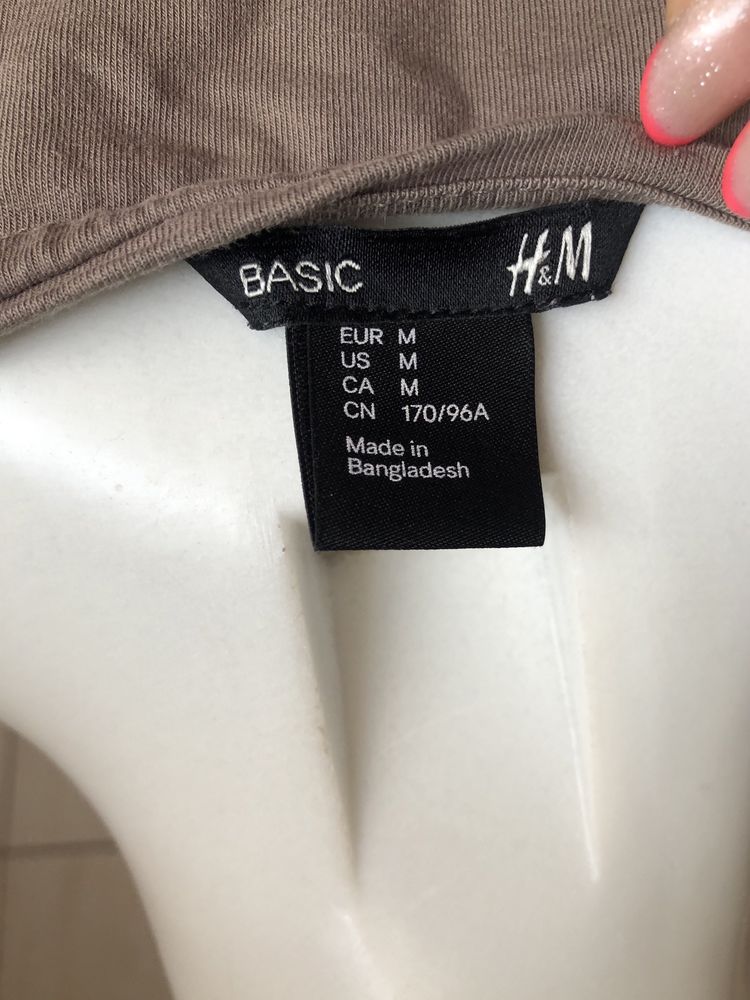 BASIC H&M
EUR M
US M
CA M
CN 170/96A
Made in
Bangladesh